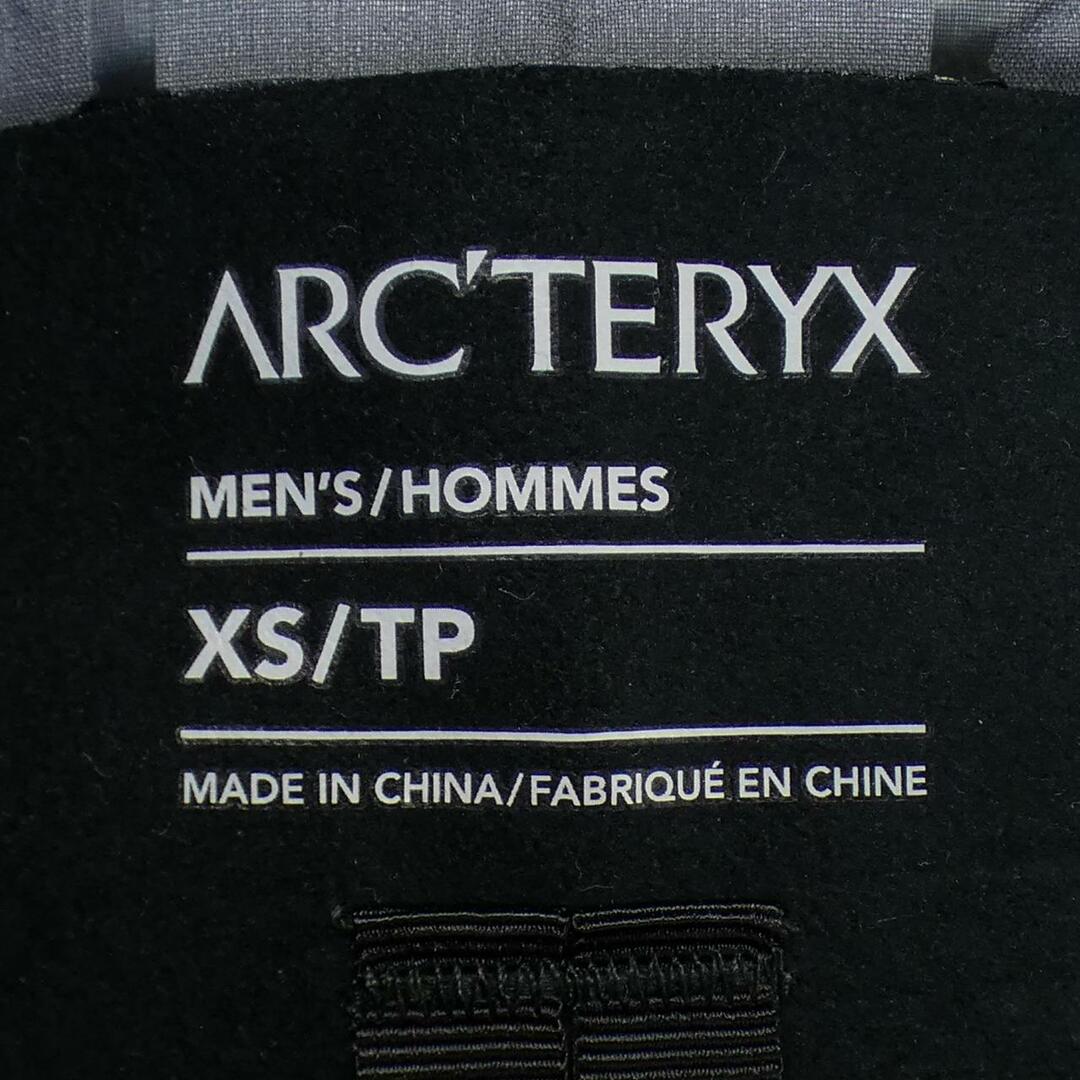 ARC'TERYX
MEN'S/HOMMES
XS/TP
MADE IN CHINA/FABRIQUÉ EN CHINE